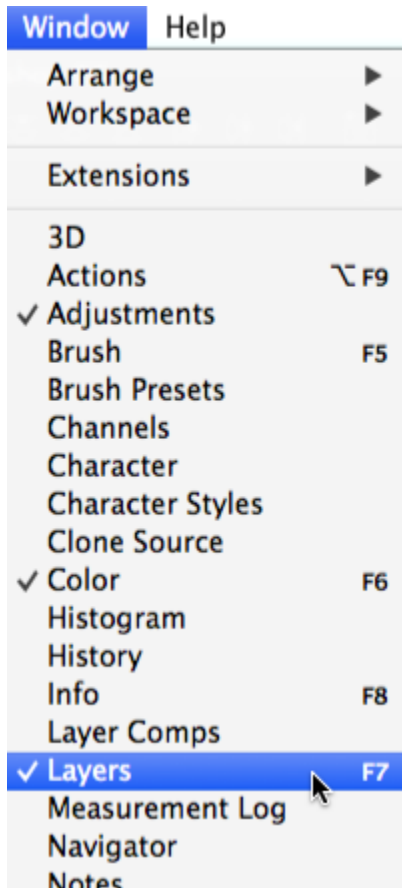 Window Help
Arrange
Workspace
Extensions
3D
Actions ⌥ F9
Adjustments
Brush F5
Brush Presets
Channels
Character
Character Styles
Clone Source
Color F6
Histogram
History
Info F8
Layer Comps
Layers F7
Measurement Log
Navigator
Notes